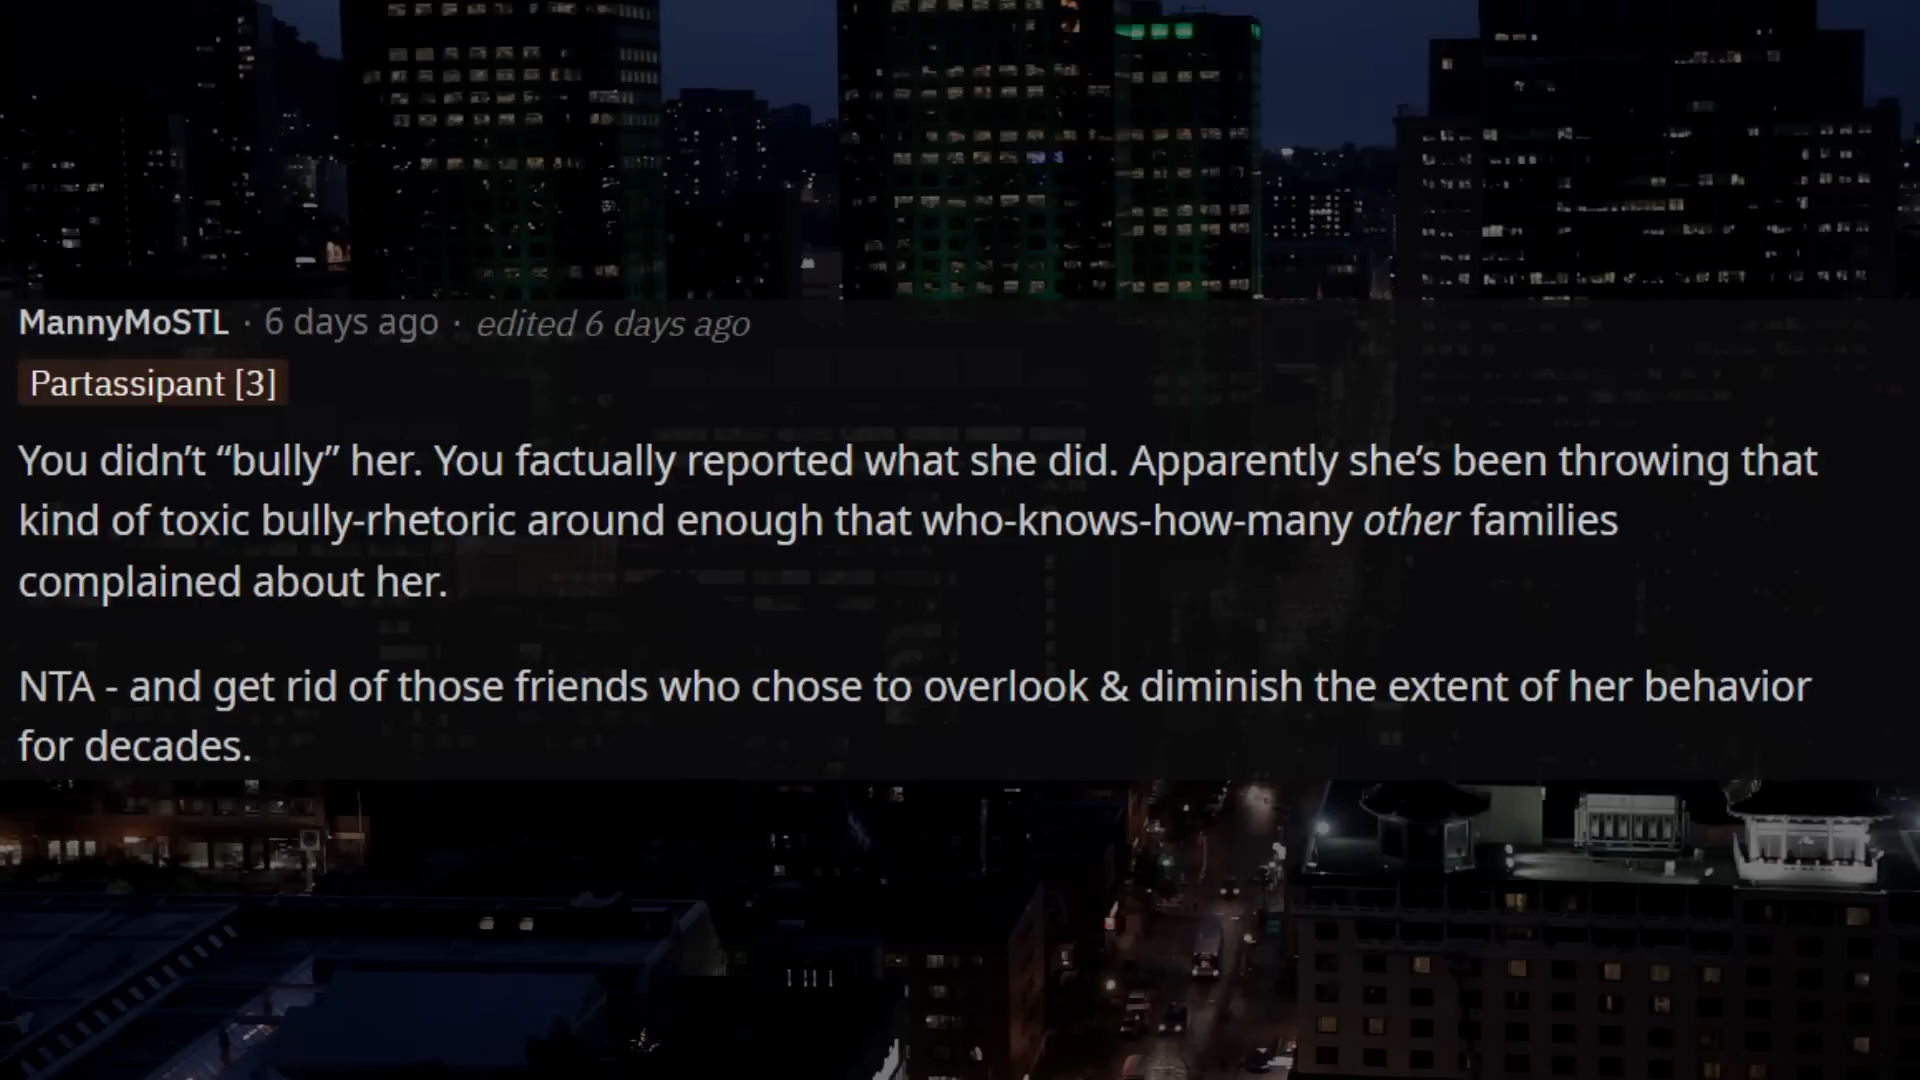 MannyMoSTL · 6 days ago · edited 6 days ago
Partassipant [3]
You didn’t “bully” her. You factually reported what she did. Apparently she’s been throwing that
kind of toxic bully-rhetoric around enough that who-knows-how-many other families
complained about her.
NTA - and get rid of those friends who chose to overlook & diminish the extent of her behavior
for decades.